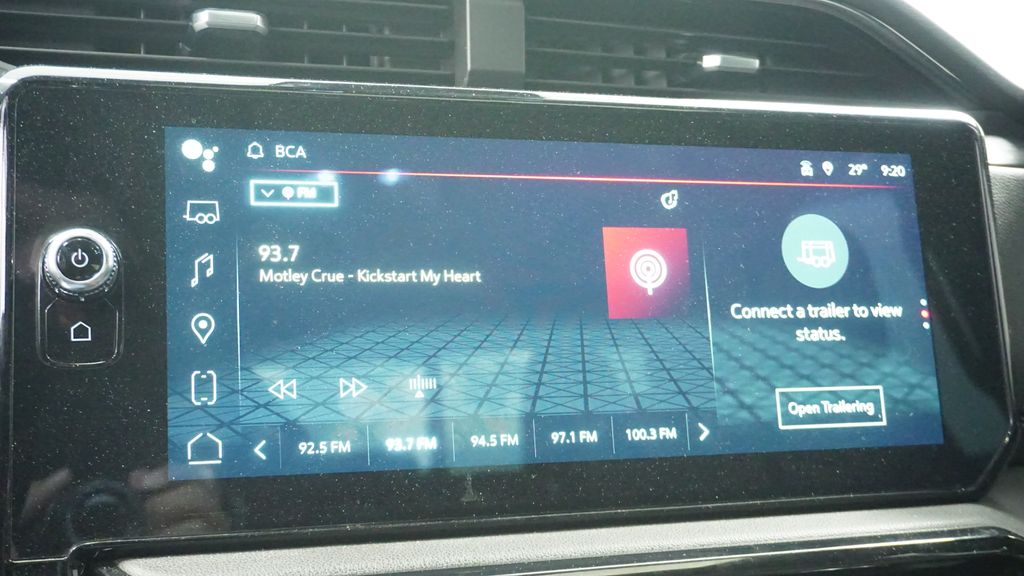 BCA
29° 9:20
FM
93.7
Motley Crue - Kickstart My Heart
Connect a trailer to view
status.
Open Trailering
92.5 FM 93.7 FM 94.5 FM 97.1 FM 100.3 FM